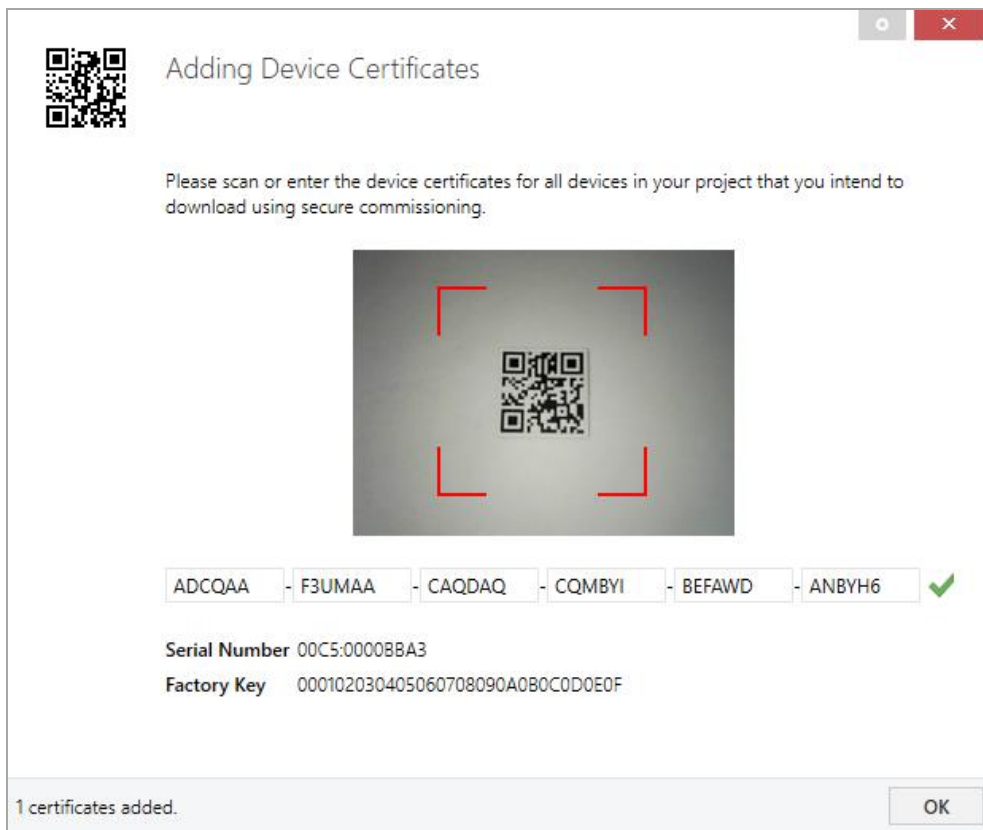 Adding Device Certificates
Please scan or enter the device certificates for all devices in your project that you intend to
download using secure commissioning.
ADCQAA - F3UMAA - CAQDAQ - CQMBYI - BEFAWD - ANBYH6
Serial Number 00C5:0000BBA3
Factory Key 000102030405060708090A0B0C0D0E0F
1 certificates added.
OK